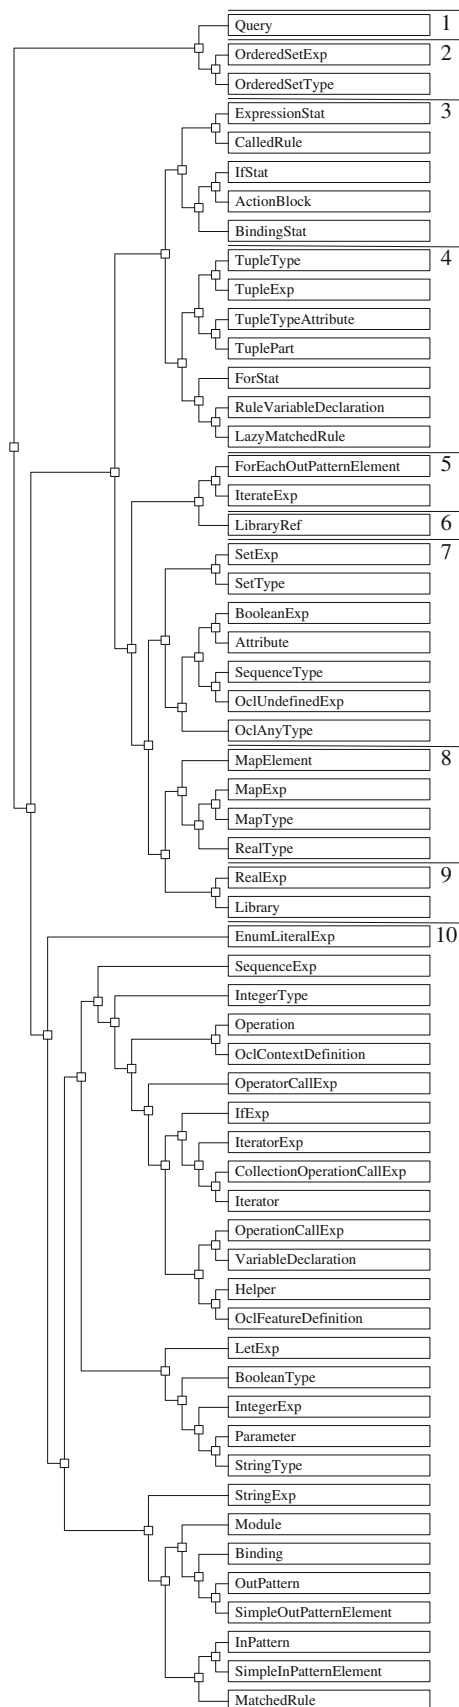 Query 1
OrderedSetExp 2
OrderedSetType
ExpressionStat 3
CalledRule
IfStat
ActionBlock
BindingStat
TupleType 4
TupleExp
TupleTypeAttribute
TuplePart
ForStat
RuleVariableDeclaration
LazyMatchedRule
ForEachOutPatternElement 5
IterateExp
LibraryRef 6
SetExp 7
SetType
BooleanExp
Attribute
SequenceType
OclUndefinedExp
OclAnyType
MapElement 8
MapExp
MapType
RealType
RealExp 9
Library
EnumLiteralExp 10
SequenceExp
IntegerType
Operation
OclContextDefinition
OperatorCallExp
IfExp
IteratorExp
CollectionOperationCallExp
Iterator
OperationCallExp
VariableDeclaration
Helper
OclFeatureDefinition
LetExp
BooleanType
IntegerExp
Parameter
StringType
StringExp
Module
Binding
OutPattern
SimpleOutPatternElement
InPattern
SimpleInPatternElement
MatchedRule